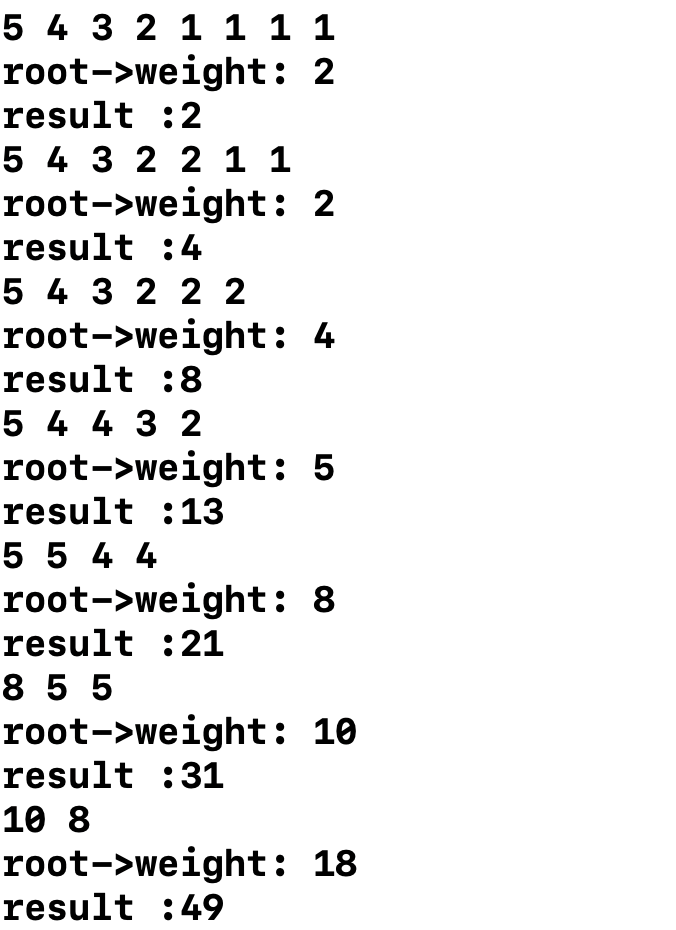 5 4 3 2 1 1 1 1
root->weight: 2
result :2
5 4 3 2 2 1 1
root->weight: 2
result :4
5 4 3 2 2 2
root->weight: 4
result :8
5 4 4 3 2
root->weight: 5
result :13
5 5 4 4
root->weight: 8
result :21
8 5 5
root->weight: 10
result :31
10 8
root->weight: 18
result :49